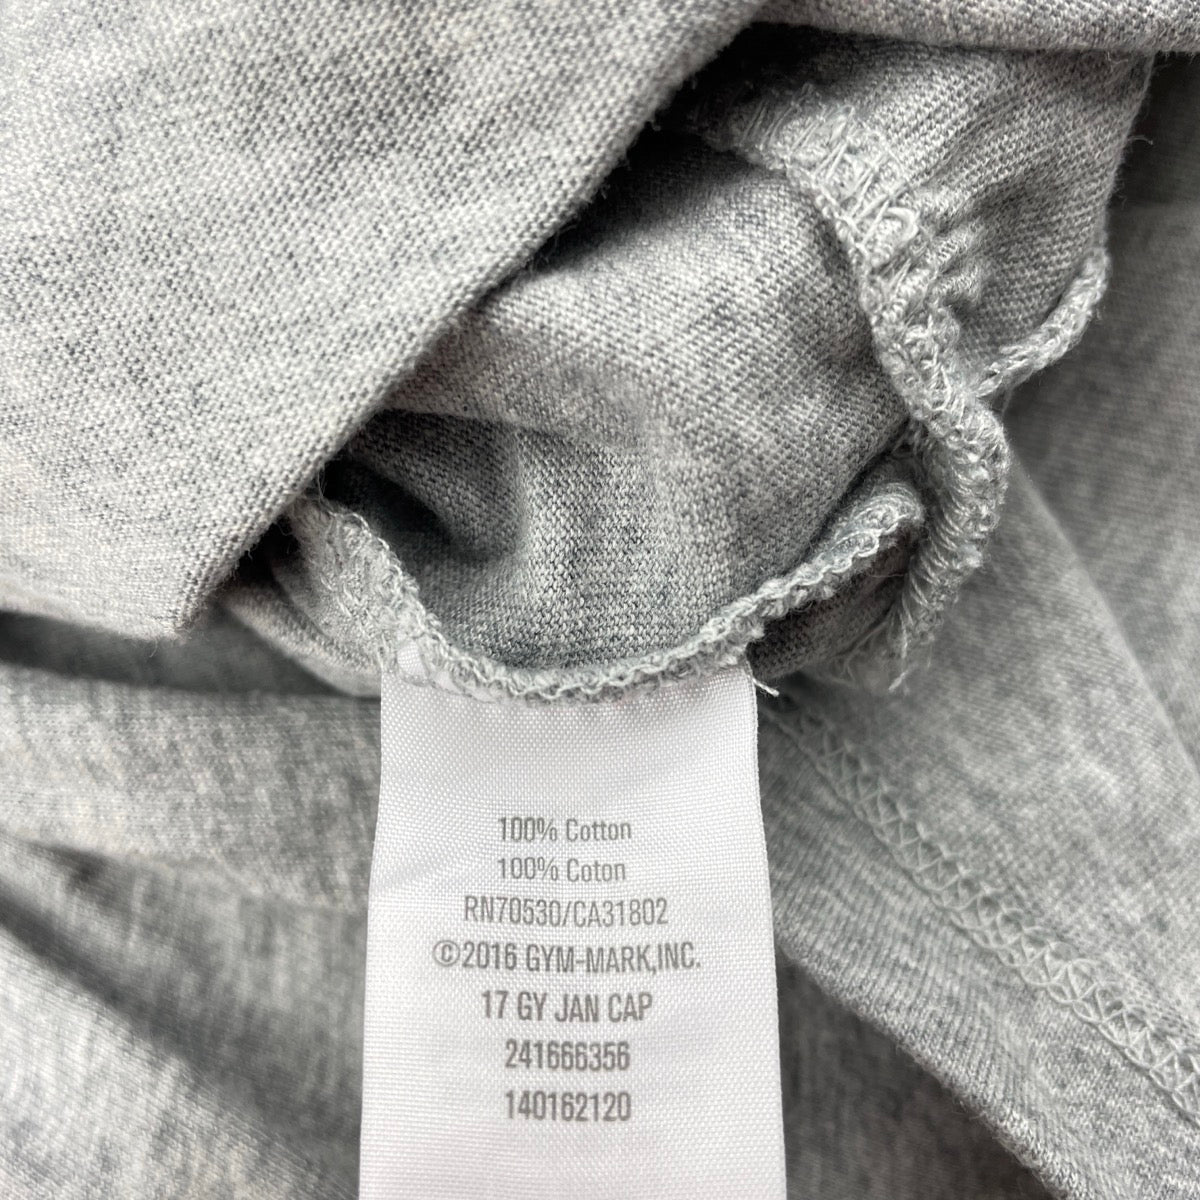 100% Cotton
100% Coton
RN70530/CA31802
©2016 GYM-MARK,INC.
17 GY JAN CAP
241666356
140162120